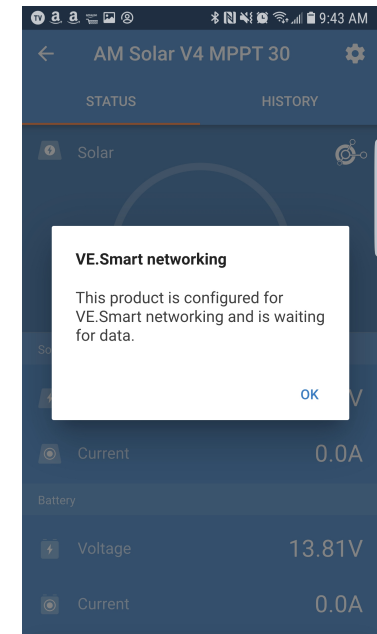 9:43 AM
AM Solar V4 MPPT 30
STATUS HISTORY
Solar
VE.Smart networking
This product is configured for
VE.Smart networking and is waiting
for data.
So
OK
V
Current 0.0A
Battery
Voltage 13.81V
Current 0.0A